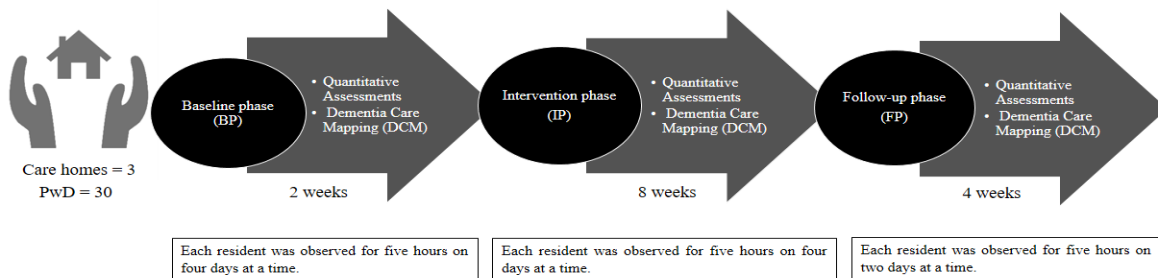 Care homes = 3
PwD = 30
Baseline phase
(BP)
• Quantitative
Assessments
• Dementia Care
Mapping (DCM)
2 weeks
Each resident was observed for five hours on
four days at a time.
Intervention phase
(IP)
• Quantitative
Assessments
• Dementia Care
Mapping (DCM)
8 weeks
Each resident was observed for five hours on four
days at a time.
Follow-up phase
(FP)
• Quantitative
Assessments
• Dementia Care
Mapping (DCM)
4 weeks
Each resident was observed for five hours on
two days at a time.